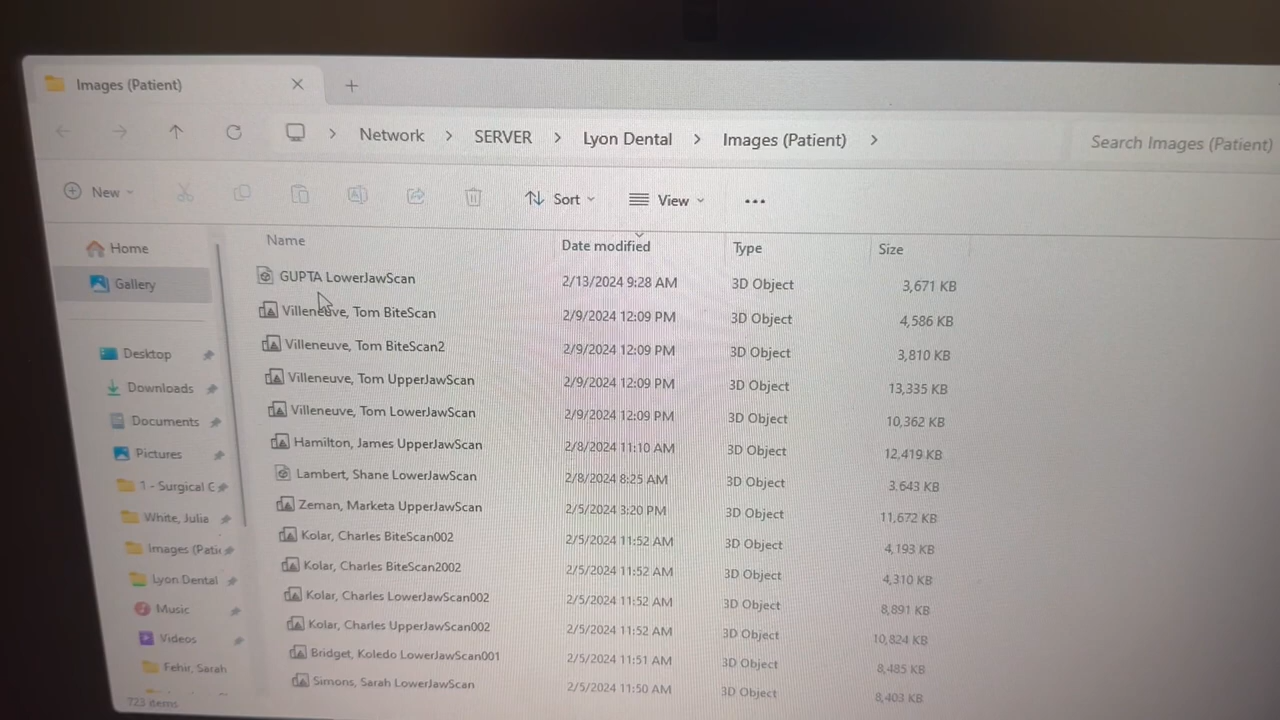 Images (Patient)
Network > SERVER > Lyon Dental > Images (Patient) >
Search Images (Patient)
New
Sort
View
Name Date modified Type Size
Home
Gallery
Desktop
Downloads
Documents
Pictures
1 - Surgical G
White, Julia
Images (Patie
Lyon Dental
Music
Videos
Fehir, Sarah
723 items
GUPTA LowerJawScan 2/13/2024 9:28 AM 3D Object 3,671 KB
Villeneuve, Tom BiteScan 2/9/2024 12:09 PM 3D Object 4,586 KB
Villeneuve, Tom BiteScan2 2/9/2024 12:09 PM 3D Object 3,810 KB
Villeneuve, Tom UpperJawScan 2/9/2024 12:09 PM 3D Object 13,335 KB
Villeneuve, Tom LowerJawScan 2/9/2024 12:09 PM 3D Object 10,362 KB
Hamilton, James UpperJawScan 2/8/2024 11:10 AM 3D Object 12,419 KB
Lambert, Shane LowerJawScan 2/8/2024 8:25 AM 3D Object 3,643 KB
Zeman, Marketa UpperJawScan 2/5/2024 3:20 PM 3D Object 11,672 KB
Kolar, Charles BiteScan002 2/5/2024 11:52 AM 3D Object 4,193 KB
Kolar, Charles BiteScan2002 2/5/2024 11:52 AM 3D Object 4,310 KB
Kolar, Charles LowerJawScan002 2/5/2024 11:52 AM 3D Object 8,891 KB
Kolar, Charles UpperJawScan002 2/5/2024 11:52 AM 3D Object 10,824 KB
Bridget, Koledo LowerJawScan001 2/5/2024 11:51 AM 3D Object 8,485 KB
Simons, Sarah LowerJawScan 2/5/2024 11:50 AM 3D Object 8,403 KB